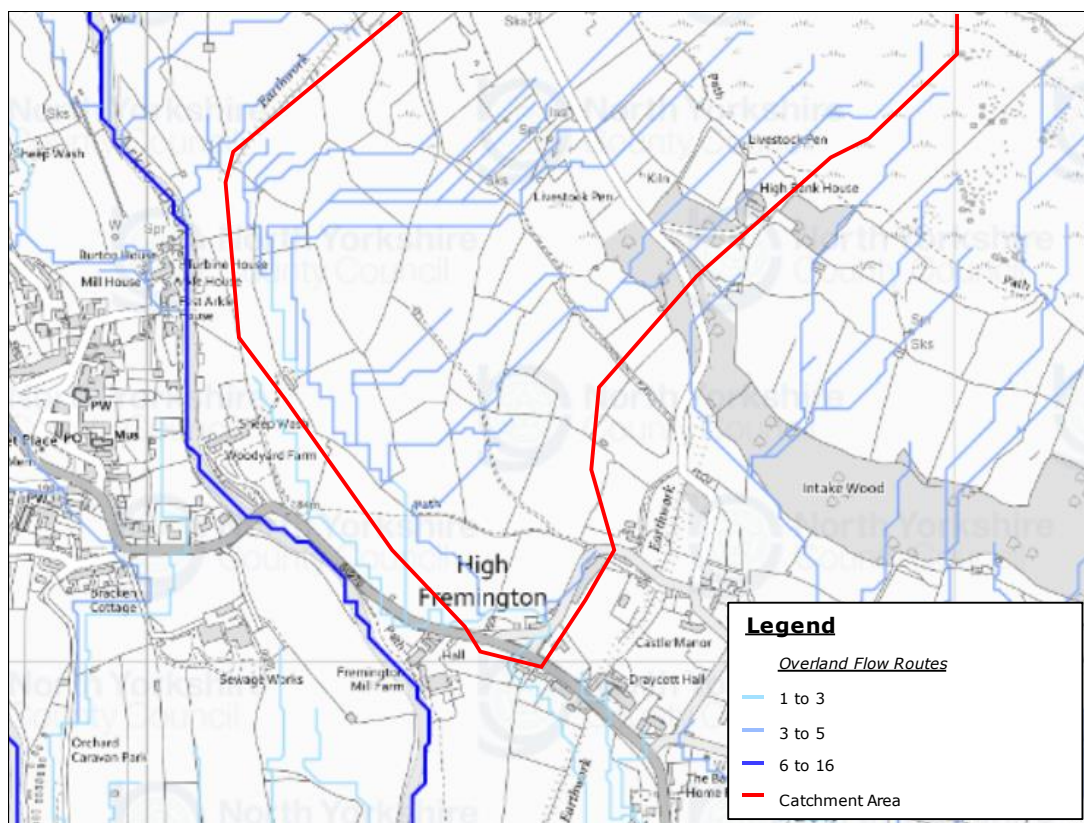 Weir
Sks
Earthwork
Path
Sks
Sheep Wash
Spr
Livestock Pen
Kiln
High Bank House
Sks
Livestock Pen
W
Spr
Burton House
Turbine House
Mill House
Arkle House
East Arkle
House
Path
Spr
Sks
PW
PO
Mus
Sheep Wash
Woodyard Farm
Path
Intake Wood
PW
Earthwork
High
Fremington
Bracken
Cottage
Path
Hall
Castle Manor
Fremington
Mill Farm
Sewage Works
Draycott Hall
Orchard
Caravan Park
Earthwork
Legend
Overland Flow Routes
1 to 3
3 to 5
6 to 16
Catchment Area
North Yorkshire
County Council